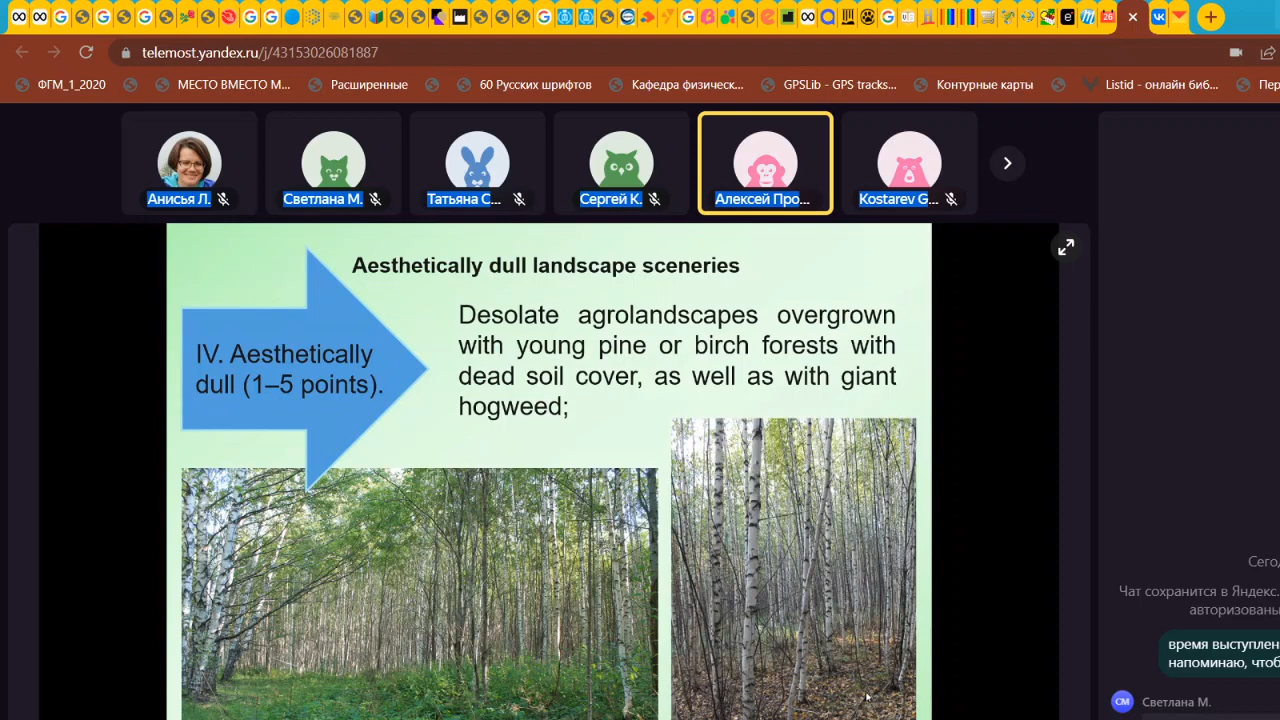 26
telemost.yandex.ru/j/43153026081887
ФГМ_1_2020
МЕСТО ВМЕСТО М...
Расширенные
60 Русских шрифтов
Кафедра физическ...
GPSLib - GPS tracks...
Контурные карты
Listid - онлайн биб...
Пер
Анисья Л.
Светлана М.
Татьяна С...
Сергей К.
Алексей Про...
Kostarev G...
Aesthetically dull landscape sceneries
IV. Aesthetically
dull (1–5 points).
Desolate agrolandscapes overgrown
with young pine or birch forests with
dead soil cover, as well as with giant
hogweed;
Сего
Чат сохранится в Яндекс.
авторизованы
время выступлен
напоминаю, чтоб
СМ
Светлана М.